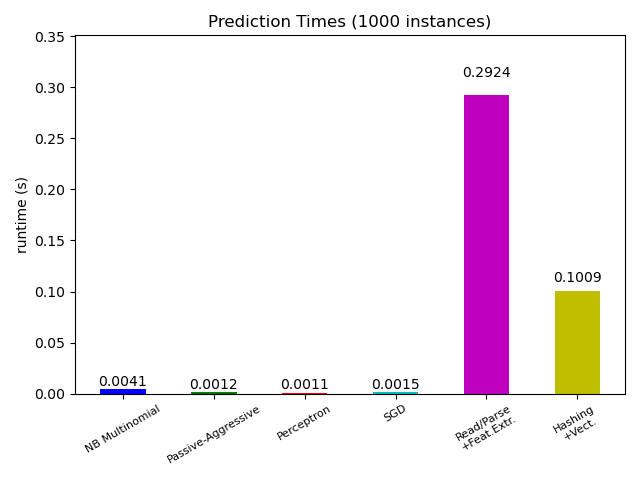 Prediction Times (1000 instances)
runtime (s)
0.35
0.30
0.25
0.20
0.15
0.10
0.05
0.00
0.0041
0.0012
0.0011
0.0015
0.2924
0.1009
NB Multinomial
Passive-Aggressive
Perceptron
SGD
Read/Parse
+Feat.Extr.
Hashing
+Vect.